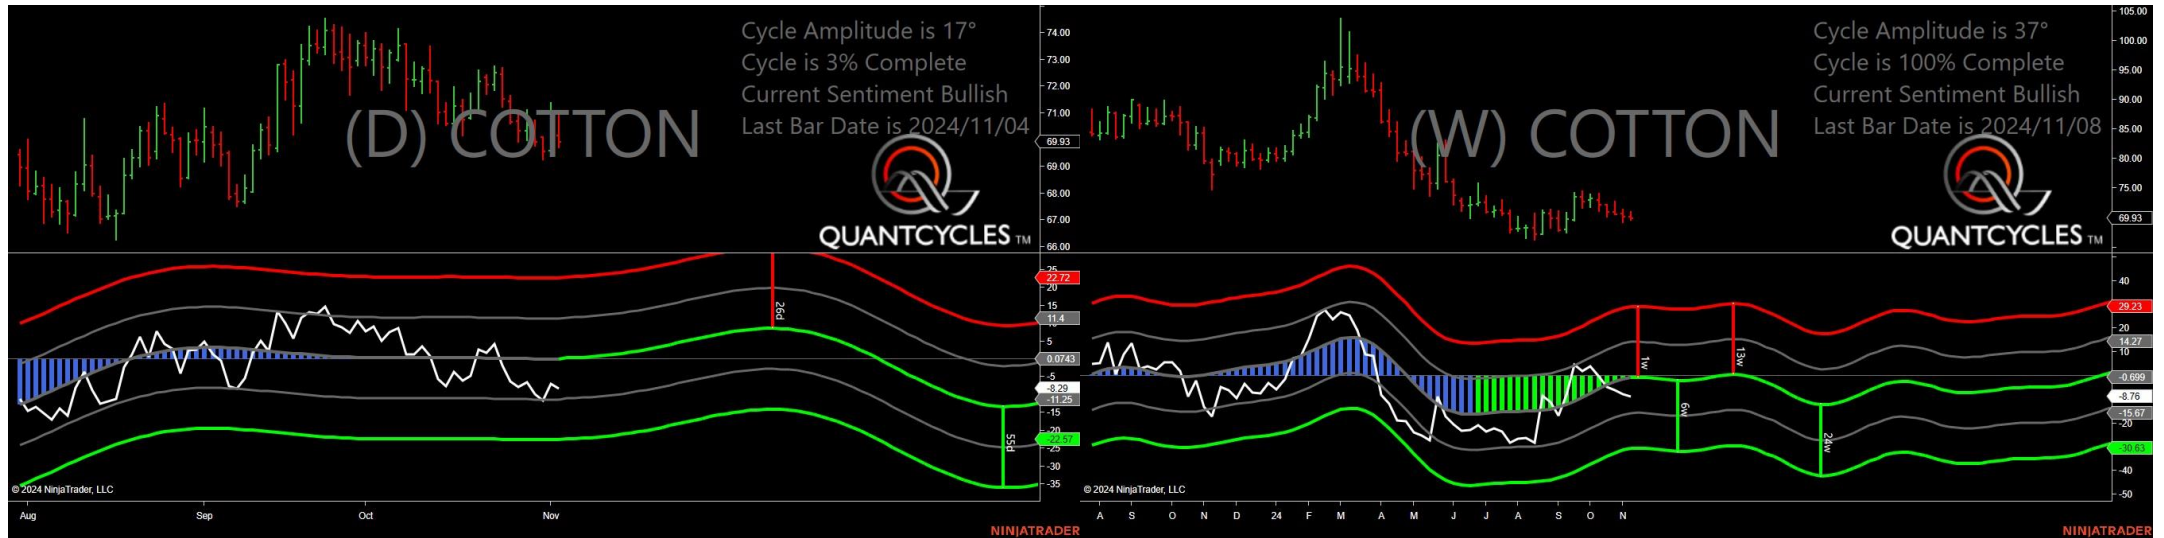 Cycle Amplitude is 17°
Cycle is 3% Complete
Current Sentiment Bullish
Last Bar Date is 2024/11/04
(D) COTTON
QUANTCYCLES TM
74.00
73.00
72.00
71.00
69.93
69.00
68.00
67.00
66.00
25
22.72
20
15
11.4
5
0.0743
-5
-8.29
-11.25
-15
-22.57
-25
-30
-35
26d
55d
© 2024 NinjaTrader, LLC
Aug Sep Oct Nov
NINJATRADER
Cycle Amplitude is 37°
Cycle is 100% Complete
Current Sentiment Bullish
Last Bar Date is 2024/11/08
(W) COTTON
QUANTCYCLES TM
105.00
100.00
95.00
90.00
85.00
80.00
75.00
69.93
40
29.23
20
14.27
10
-0.699
-8.76
-15.67
-20
-30.63
-40
-50
1w
6w
13w
24w
© 2024 NinjaTrader, LLC
A S O N D 24 F M A M J J A S O N
NINJATRADER